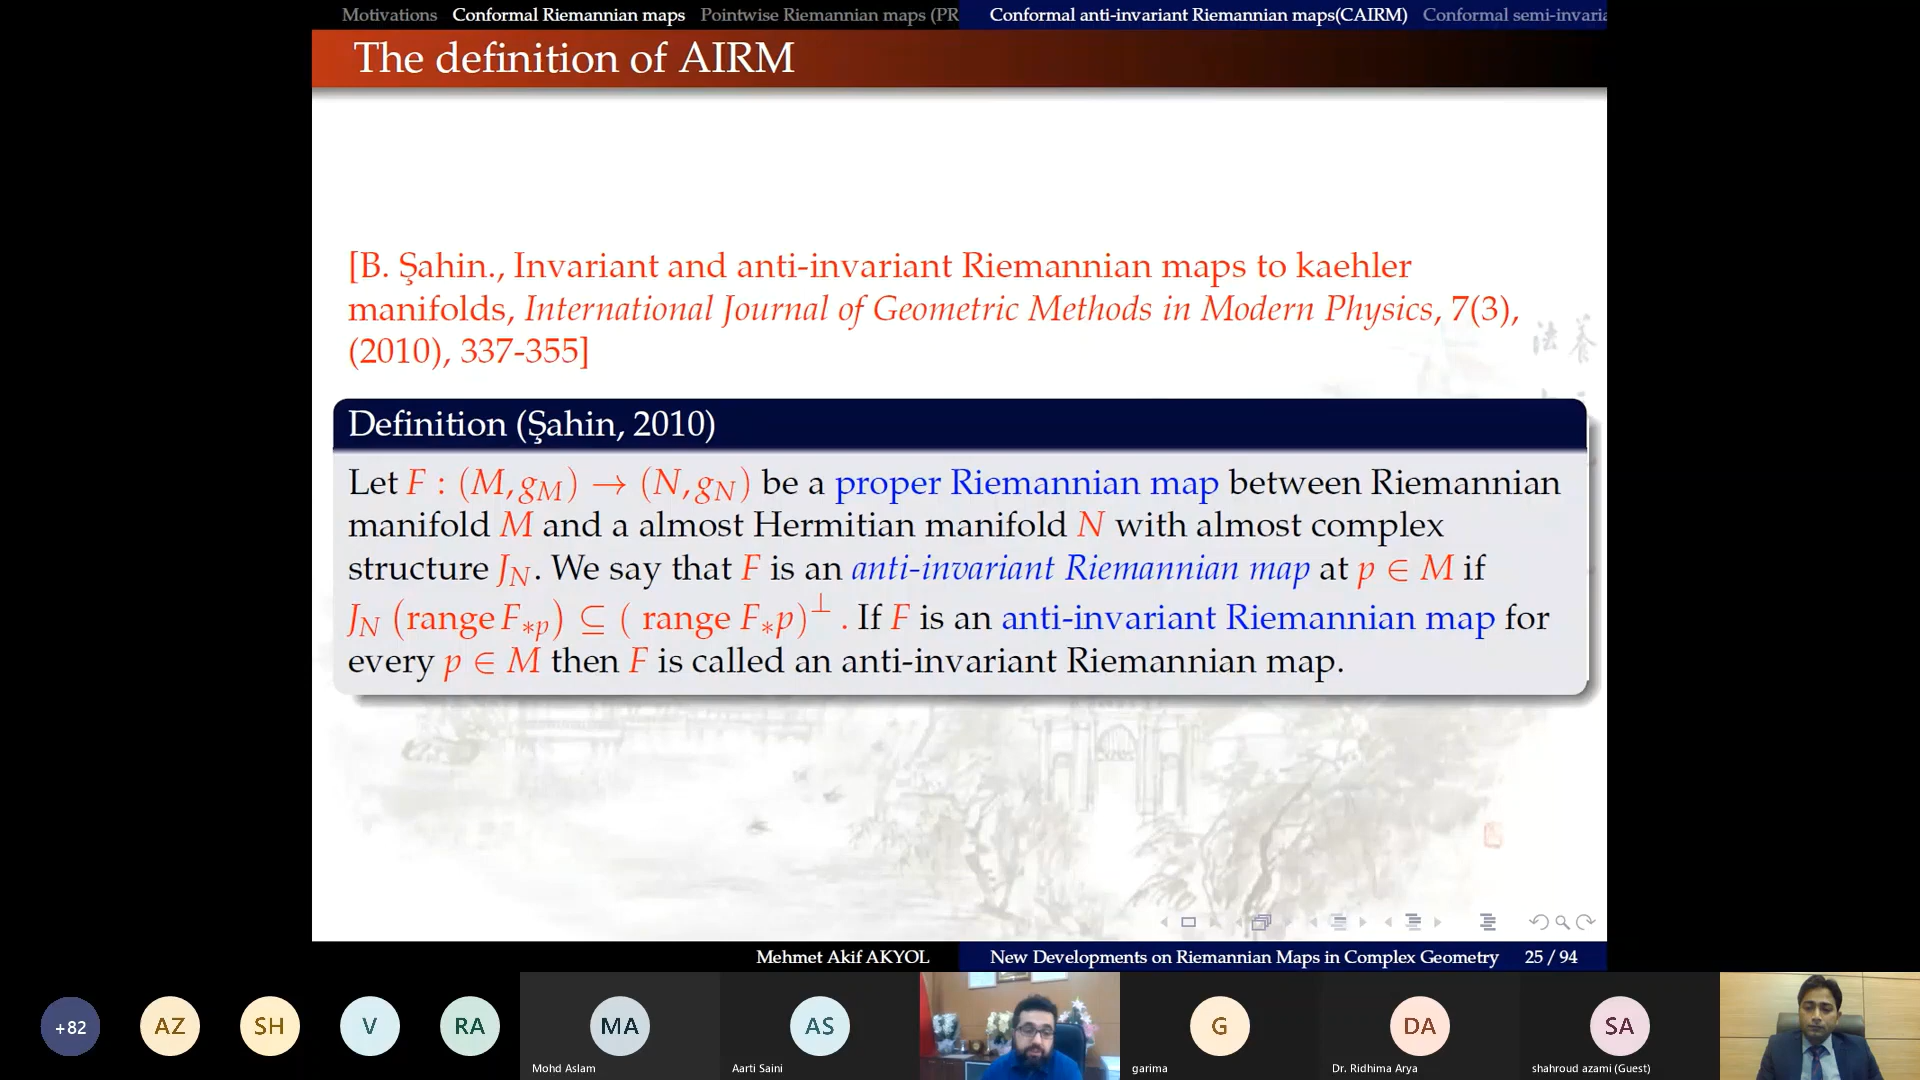 Motivations Conformal Riemannian maps Pointwise Riemannian maps (PR Conformal anti-invariant Riemannian maps(CAIRM) Conformal semi-invaria
The definition of AIRM
[B. Şahin., Invariant and anti-invariant Riemannian maps to kaehler
manifolds, International Journal of Geometric Methods in Modern Physics, 7(3),
(2010), 337-355]
法 養
Definition (Şahin, 2010)
Let F : (M, g_M) → (N, g_N) be a proper Riemannian map between Riemannian
manifold M and a almost Hermitian manifold N with almost complex
structure J_N. We say that F is an anti-invariant Riemannian map at p ∈ M if
J_N (range F_{*p}) ⊆ ( range F_*p)^⊥ . If F is an anti-invariant Riemannian map for
every p ∈ M then F is called an anti-invariant Riemannian map.
Mehmet Akif AKYOL New Developments on Riemannian Maps in Complex Geometry 25 / 94
+82 AZ SH V RA MA AS G DA SA
Mohd Aslam Aarti Saini garima Dr. Ridhima Arya shahroud azami (Guest)